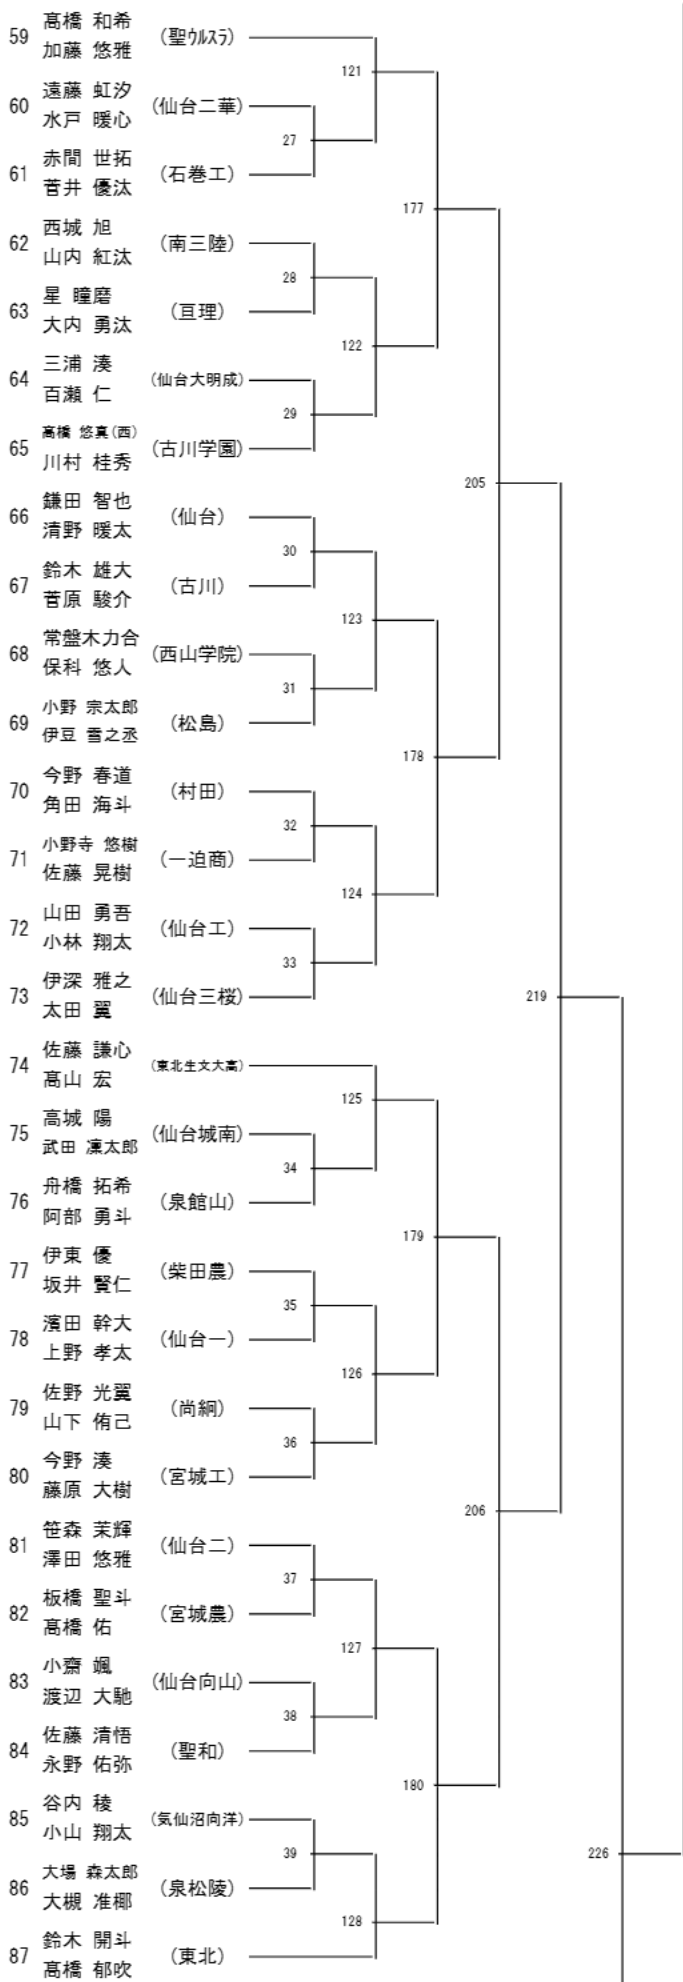 髙橋 和希
59 (聖ウルスラ)
加藤 悠雅
121
遠藤 虹汐
60 (仙台二華)
水戸 暖心
27
赤間 世拓
61 (石巻工)
菅井 優汰
177
西城 旭
62 (南三陸)
山内 紅汰
28
星 瞳磨
63 (亘理)
大内 勇汰
122
三浦 湊
64 (仙台大明成)
百瀬 仁
29
高橋 悠真(西)
65 (古川学園)
川村 桂秀
205
鎌田 智也
66 (仙台)
清野 暖太
30
鈴木 雄大
67 (古川)
菅原 駿介
123
常盤木力合
68 (西山学院)
保科 悠人
31
小野 宗太郎
69 (松島)
伊豆 雪之丞
178
今野 春道
70 (村田)
角田 海斗
32
小野寺 悠樹
71 (一迫商)
佐藤 晃樹
124
山田 勇吾
72 (仙台工)
小林 翔太
33
伊深 雅之
73 (仙台三桜)
太田 翼
219
佐藤 謙心
74 (東北生文大高)
髙山 宏
125
高城 陽
75 (仙台城南)
武田 凜太郎
34
舟橋 拓希
76 (泉館山)
阿部 勇斗
179
伊東 優
77 (柴田農)
坂井 賢仁
35
濱田 幹大
78 (仙台一)
上野 孝太
126
佐野 光翼
79 (尚絅)
山下 侑己
36
今野 湊
80 (宮城工)
藤原 大樹
206
笹森 茉輝
81 (仙台二)
澤田 悠雅
37
板橋 聖斗
82 (宮城農)
髙橋 佑
127
小齋 颯
83 (仙台向山)
渡辺 大馳
38
佐藤 清悟
84 (聖和)
永野 佑弥
180
谷内 稜
85 (気仙沼向洋)
小山 翔太
39
226
大場 森太郎
86 (泉松陵)
大槻 准椰
128
鈴木 開斗
87 (東北)
髙橋 郁吹